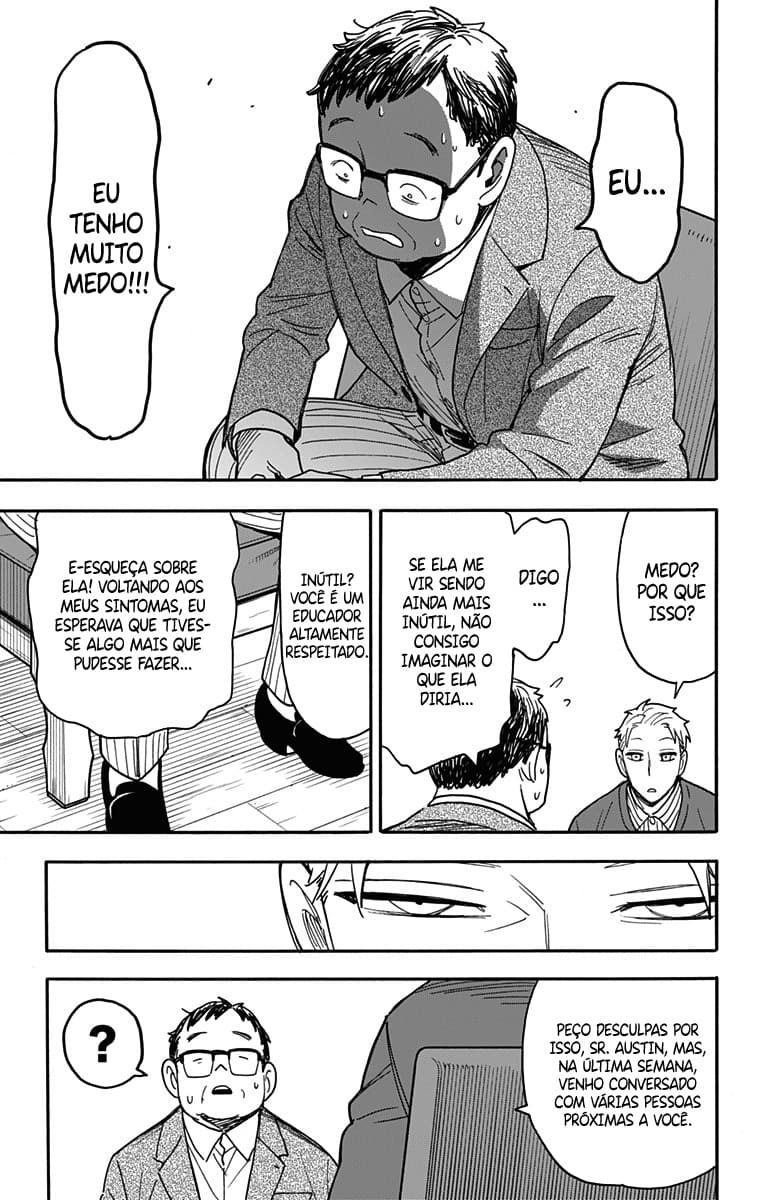 EU...
EU
TENHO
MUITO
MEDO!!!
MEDO?
POR QUE
ISSO?
DIGO
...
SE ELA ME
VIR SENDO
AINDA MAIS
INÚTIL, NÃO
CONSIGO
IMAGINAR O
QUE ELA
DIRIA...
INÚTIL?
VOCÊ É UM
EDUCADOR
ALTAMENTE
RESPEITADO.
E-ESQUEÇA SOBRE
ELA! VOLTANDO AOS
MEUS SINTOMAS, EU
ESPERAVA QUE TIVES-
SE ALGO MAIS QUE
PUDESSE FAZER...
PEÇO DESCULPAS POR
ISSO, SR. AUSTIN, MAS,
NA ÚLTIMA SEMANA,
VENHO CONVERSADO
COM VÁRIAS PESSOAS
PRÓXIMAS A VOCÊ.
?